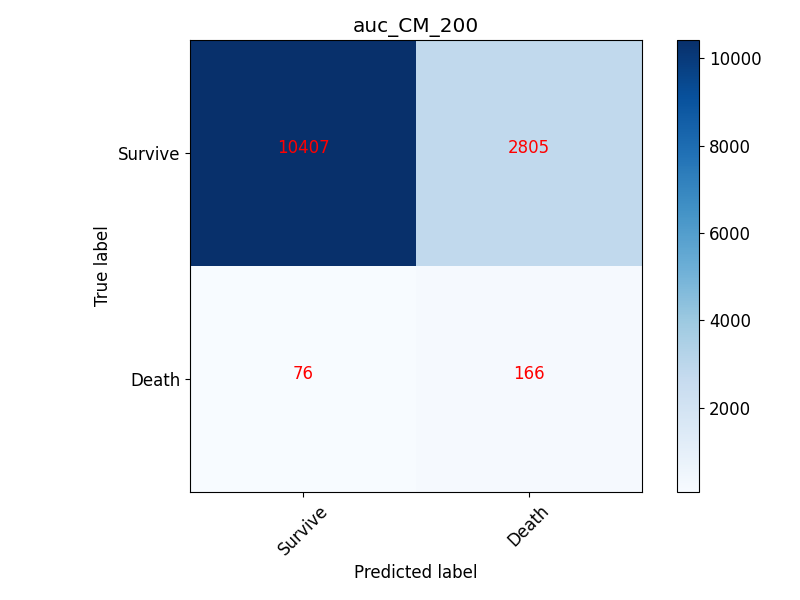 auc_CM_200
Survive
10407
2805
Death
76
166
True label
Survive
Death
Predicted label
10000
8000
6000
4000
2000